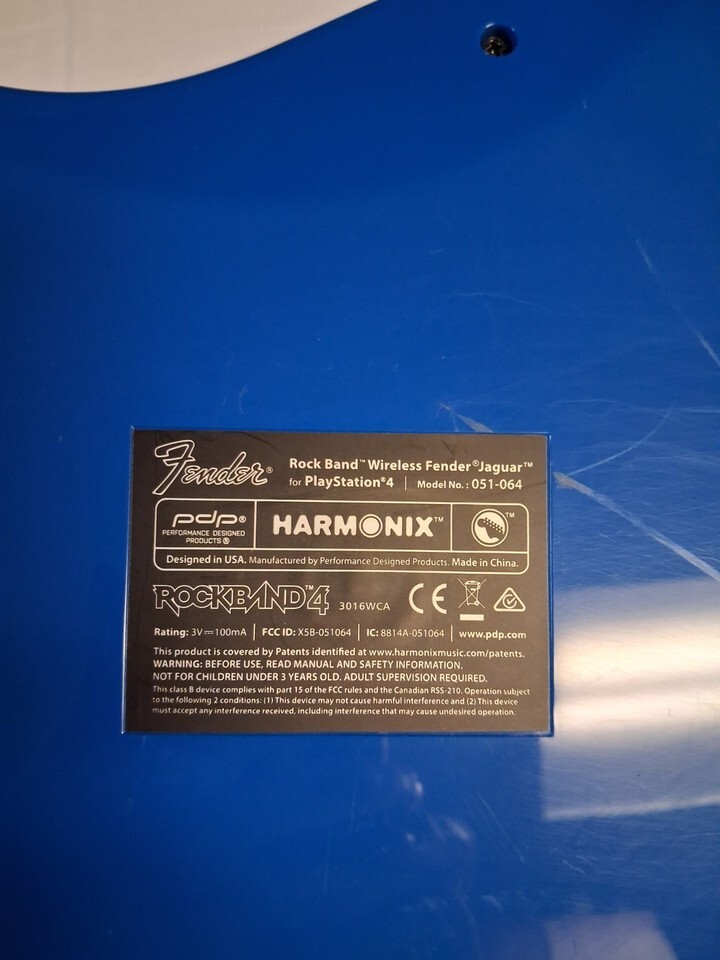 Fender®
Rock Band™ Wireless Fender® Jaguar™
for PlayStation®4 | Model No. : 051-064
pdp®
PERFORMANCE DESIGNED
PRODUCTS ®
HARMONIX™
™
Designed in USA. Manufactured by Performance Designed Products. Made in China.
ROCKBAND™4 3016WCA CE
Rating: 3V⎓100mA | FCC ID: X5B-051064 | IC: 8814A-051064 | www.pdp.com
This product is covered by Patents identified at www.harmonixmusic.com/patents.
WARNING: BEFORE USE, READ MANUAL AND SAFETY INFORMATION.
NOT FOR CHILDREN UNDER 3 YEARS OLD. ADULT SUPERVISION REQUIRED.
This class B device complies with part 15 of the FCC rules and the Canadian RSS-210. Operation subject
to the following 2 conditions: (1) This device may not cause harmful interference and (2) This device
must accept any interference received, including interference that may cause undesired operation.